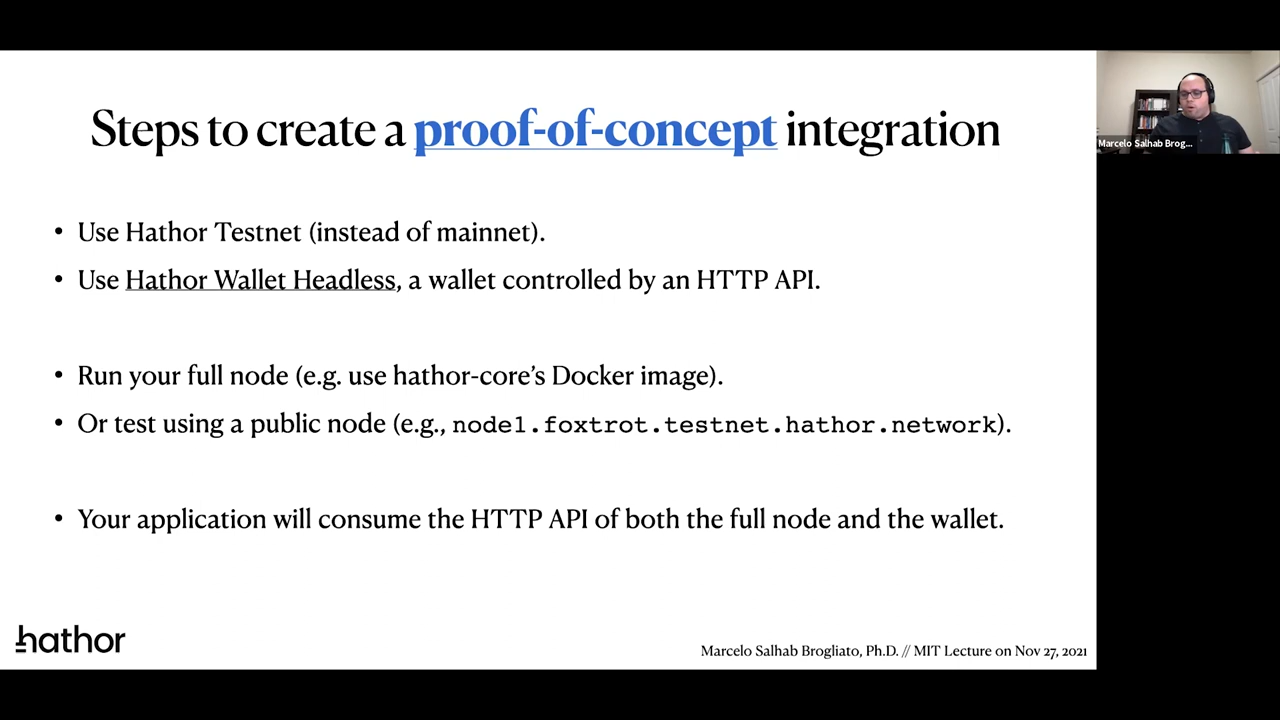 Steps to create a proof-of-concept integration
Marcelo Salhab Brog...
• Use Hathor Testnet (instead of mainnet).
• Use Hathor Wallet Headless, a wallet controlled by an HTTP API.
• Run your full node (e.g. use hathor-core’s Docker image).
• Or test using a public node (e.g., node1.foxtrot.testnet.hathor.network).
• Your application will consume the HTTP API of both the full node and the wallet.
hathor
Marcelo Salhab Brogliato, Ph.D. // MIT Lecture on Nov 27, 2021